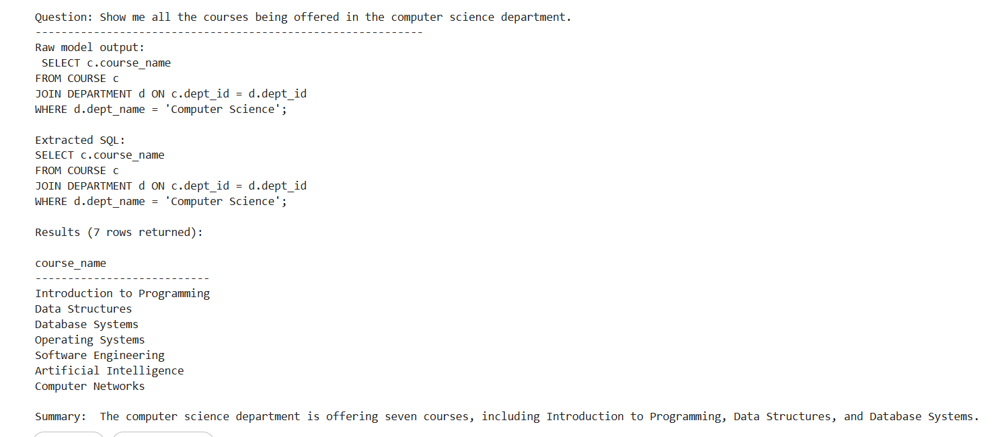 Question: Show me all the courses being offered in the computer science department.
------------------------------------------------------------
Raw model output:
 SELECT c.course_name
FROM COURSE c
JOIN DEPARTMENT d ON c.dept_id = d.dept_id
WHERE d.dept_name = 'Computer Science';

Extracted SQL:
SELECT c.course_name
FROM COURSE c
JOIN DEPARTMENT d ON c.dept_id = d.dept_id
WHERE d.dept_name = 'Computer Science';

Results (7 rows returned):

course_name
---------------------------
Introduction to Programming
Data Structures
Database Systems
Operating Systems
Software Engineering
Artificial Intelligence
Computer Networks

Summary:  The computer science department is offering seven courses, including Introduction to Programming, Data Structures, and Database Systems.